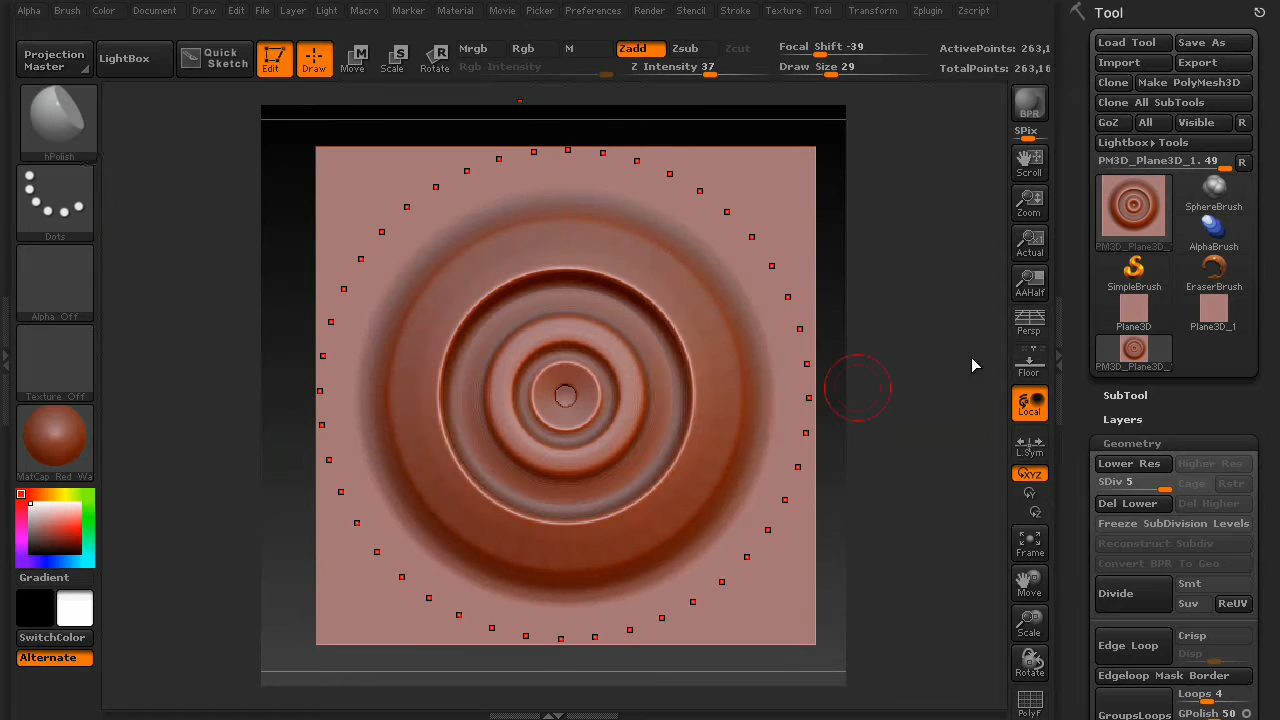 Alpha Brush Color Document Draw Edit File Layer Light Macro Marker Material Movie Picker Preferences Render Stencil Stroke Texture Tool Transform Zplugin Zscript
Projection Master
LightBox
Quick Sketch
Edit
Draw
Move
Scale
Rotate
Mrgb Rgb M
Rgb Intensity
Zadd Zsub Zcut
Z Intensity 37
Focal Shift -39
Draw Size 29
ActivePoints: 263,1
TotalPoints: 263,16
hPolish
Dots
Alpha Off
Texture Off
MatCap Red Wa
Gradient
SwitchColor
Alternate
BPR
SPix
Scroll
Zoom
Actual
AAHalf
Persp
Floor
Local
L.Sym
XYZ
Frame
Move
Scale
Rotate
PolyF
Tool
Load Tool Save As
Import Export
Clone Make PolyMesh3D
Clone All SubTools
GoZ All Visible R
Lightbox▸Tools
PM3D_Plane3D_1. 49 R
PM3D_Plane3D_
SphereBrush
AlphaBrush
SimpleBrush
EraserBrush
Plane3D
Plane3D_1
PM3D_Plane3D_
SubTool
Layers
Geometry
Lower Res Higher Res
SDiv 5 Cage Rstr
Del Lower Del Higher
Freeze SubDivision Levels
Reconstruct Subdiv
Convert BPR To Geo
Divide
Smt
Suv ReUV
Edge Loop
Crisp
Disp
Edgeloop Mask Border
GroupsLoops
Loops 4
GPolish 50